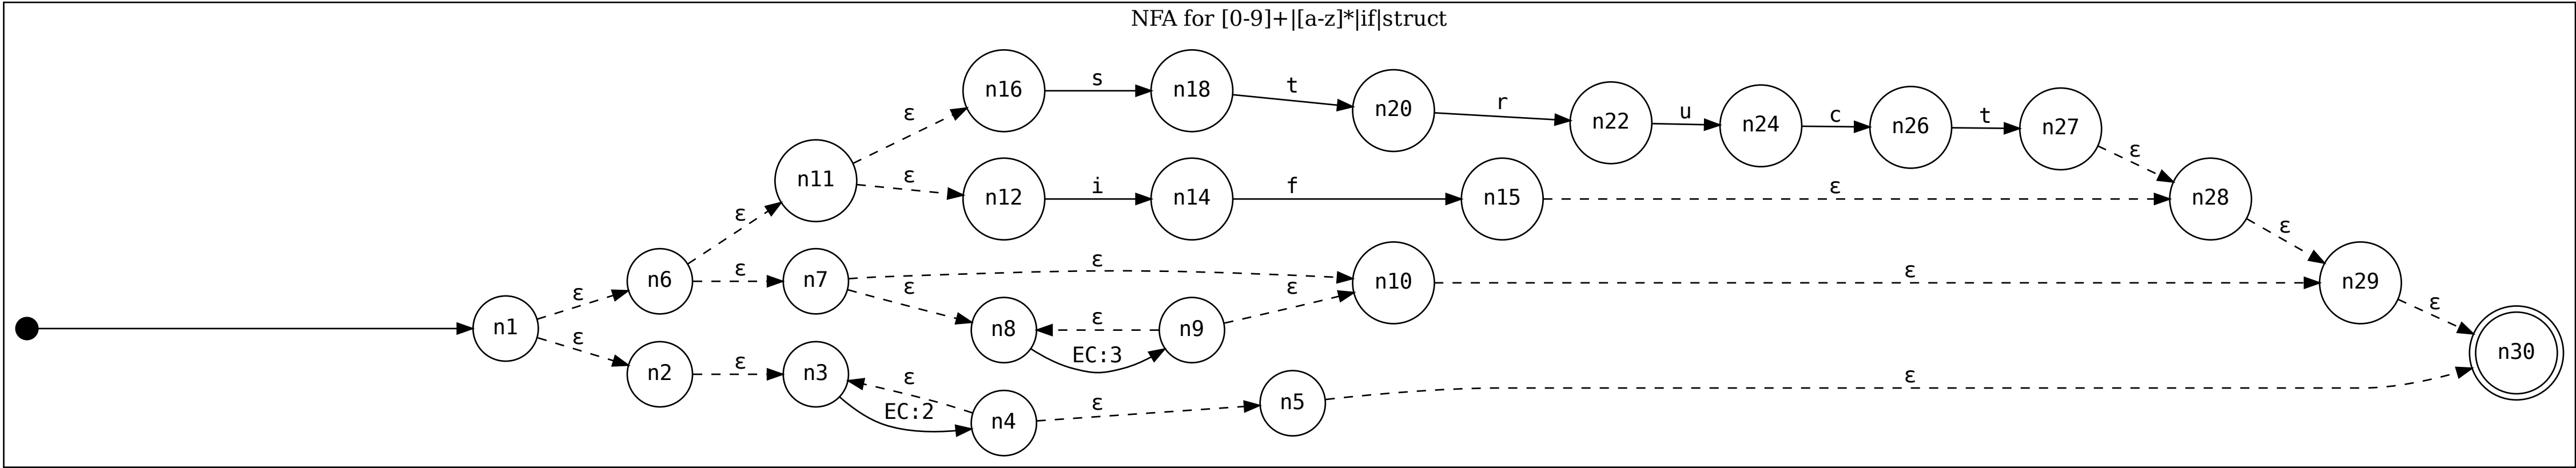 NFA for [0-9]+|[a-z]*|if|struct
n16 s n18 t n20 r n22 u n24 c n26 t n27 ε
ε
n11 ε n12 i n14 f n15 ε n28
ε
ε
n6 ε n7 ε n10 ε n29
ε
ε
ε
n1 ε n8 ε n9 ε
EC:3
ε
n2 ε n3 ε n30
EC:2
n4 ε n5 ε